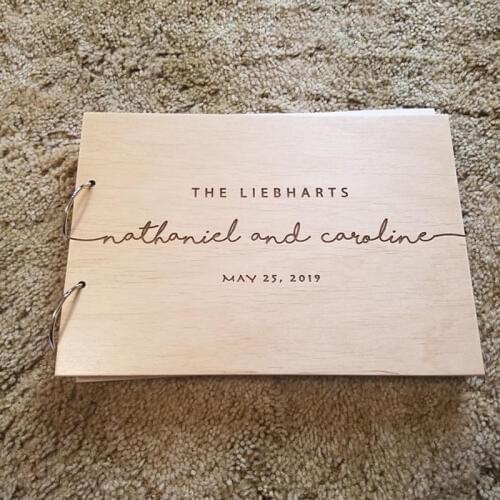 THE LIEBHARTS
nathaniel and caroline
MAY 25, 2019